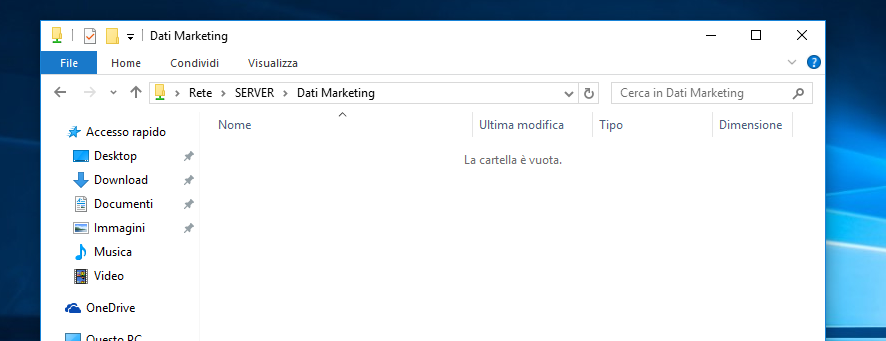 Dati Marketing
File Home Condividi Visualizza
Rete SERVER Dati Marketing Cerca in Dati Marketing
Accesso rapido
Desktop
Download
Documenti
Immagini
Musica
Video
OneDrive
Questo PC
Nome Ultima modifica Tipo Dimensione
La cartella è vuota.